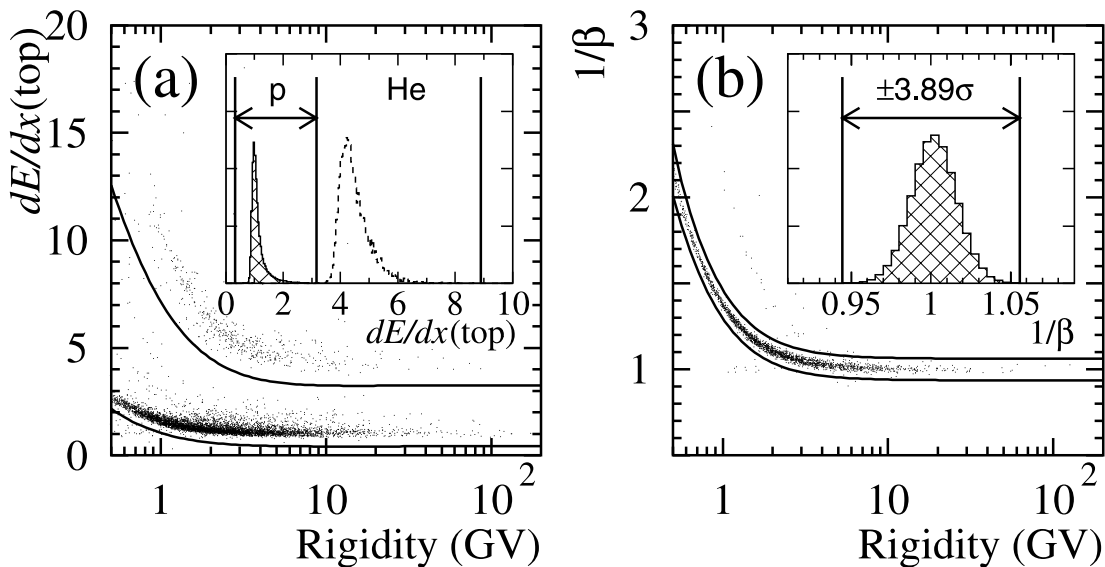 dE/dx(top)
20
15
10
5
0
(a)
p
He
0 2 4 6 8 10
dE/dx(top)
1 10 10²
Rigidity (GV)
1/β
3
2
1
(b)
±3.89σ
0.95 1 1.05
1/β
1 10 10²
Rigidity (GV)